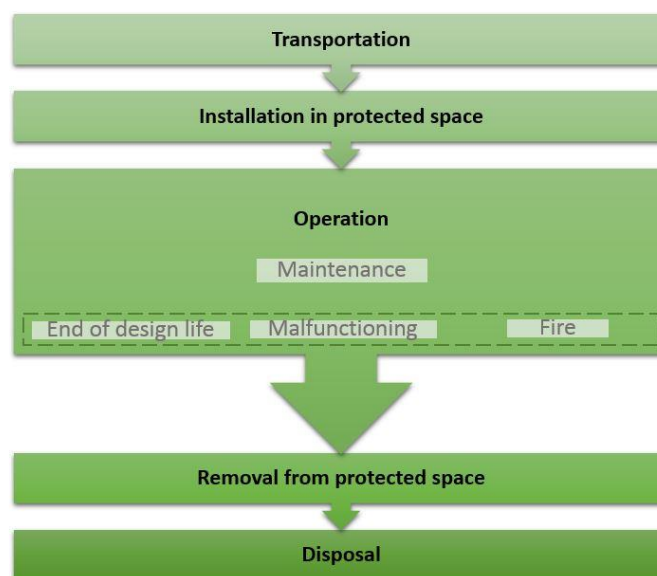 Transportation
Installation in protected space
Operation
Maintenance
End of design life Malfunctioning Fire
Removal from protected space
Disposal